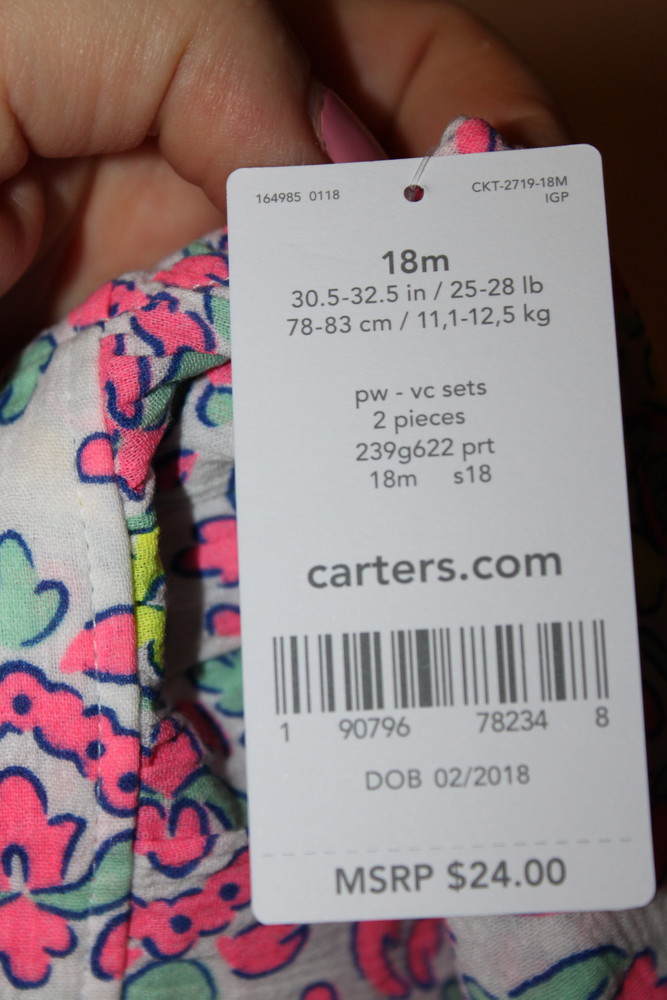 164985 0118
CKT-2719-18M
IGP
18m
30.5-32.5 in / 25-28 lb
78-83 cm / 11,1-12,5 kg
pw - vc sets
2 pieces
239g622 prt
18m s18
carters.com
1 90796 78234 8
DOB 02/2018
MSRP $24.00